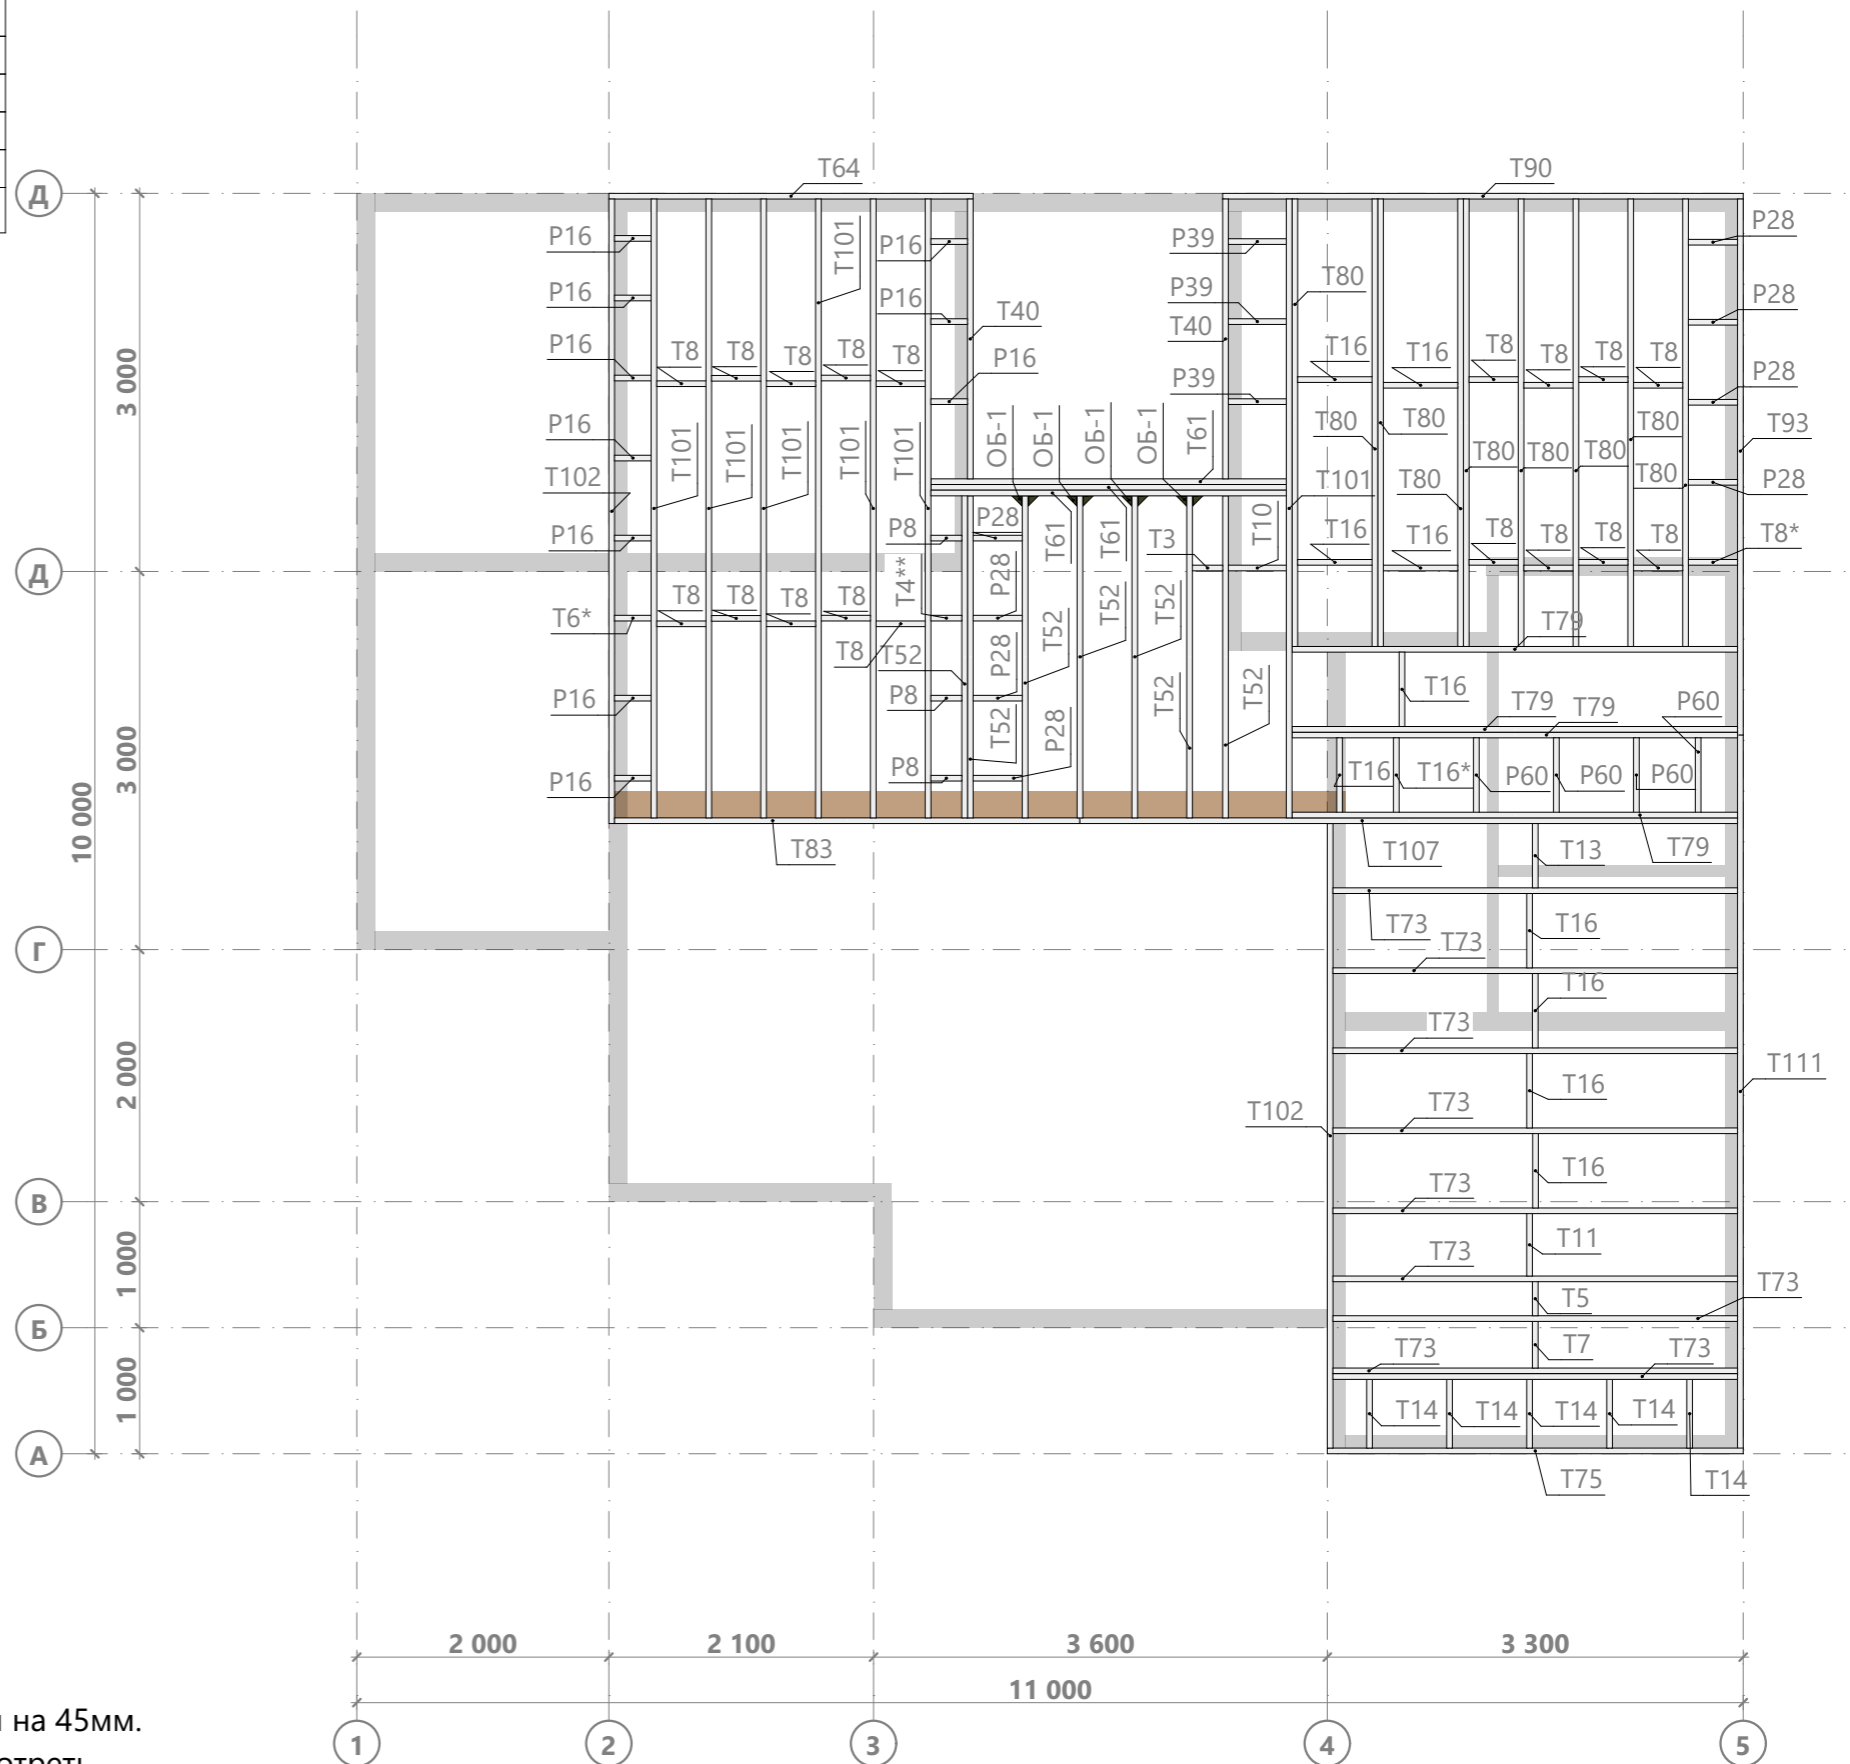 Т64
Т90
Д
Р16
Т101
Р16
Р39
Р28
Р16
Р16
Т40
Р39
Т80
Р28
Т40
Р16
Т8
Т8
Т8
Т8
Т8
Р16
Т16
Т16
Т8
Т8
Т8
Т8
Р39
Р28
3 000
Р16
Т101
Т101
Т101
Т101
Т101
ОБ-1
ОБ-1
ОБ-1
ОБ-1
Т61
Т80
Т80
Т80
Т93
Т102
Т101
Т80
Т80
Т80
Т80
Т80
Р28
Р16
Р8
Р28
Т61
Т61
Т3
Т10
Т16
Т16
Т8
Т8
Т8
Т8
Т8*
Д
Т4**
Р28
Т6*
Т8
Т8
Т8
Т8
Т52
Т52
Т52
Т79
Т8
Т52
Р28
Р16
Р8
Т52
Т52
Т52
Р28
Т16
Т79
Т79
Р60
3 000
Р16
Р8
Т16
Т16*
Р60
Р60
Р60
10 000
Т83
Т107
Т13
Т79
Т73
Т16
Г
Т73
Т16
Т73
2 000
Т111
Т102
Т73
Т16
Т73
Т16
В
Т73
Т11
1 000
Т5
Т73
Б
Т73
Т7
Т73
1 000
Т14
Т14
Т14
Т14
А
Т75
Т14
2 000
2 100
3 600
3 300
11 000
на 45мм.
1
2
3
4
5